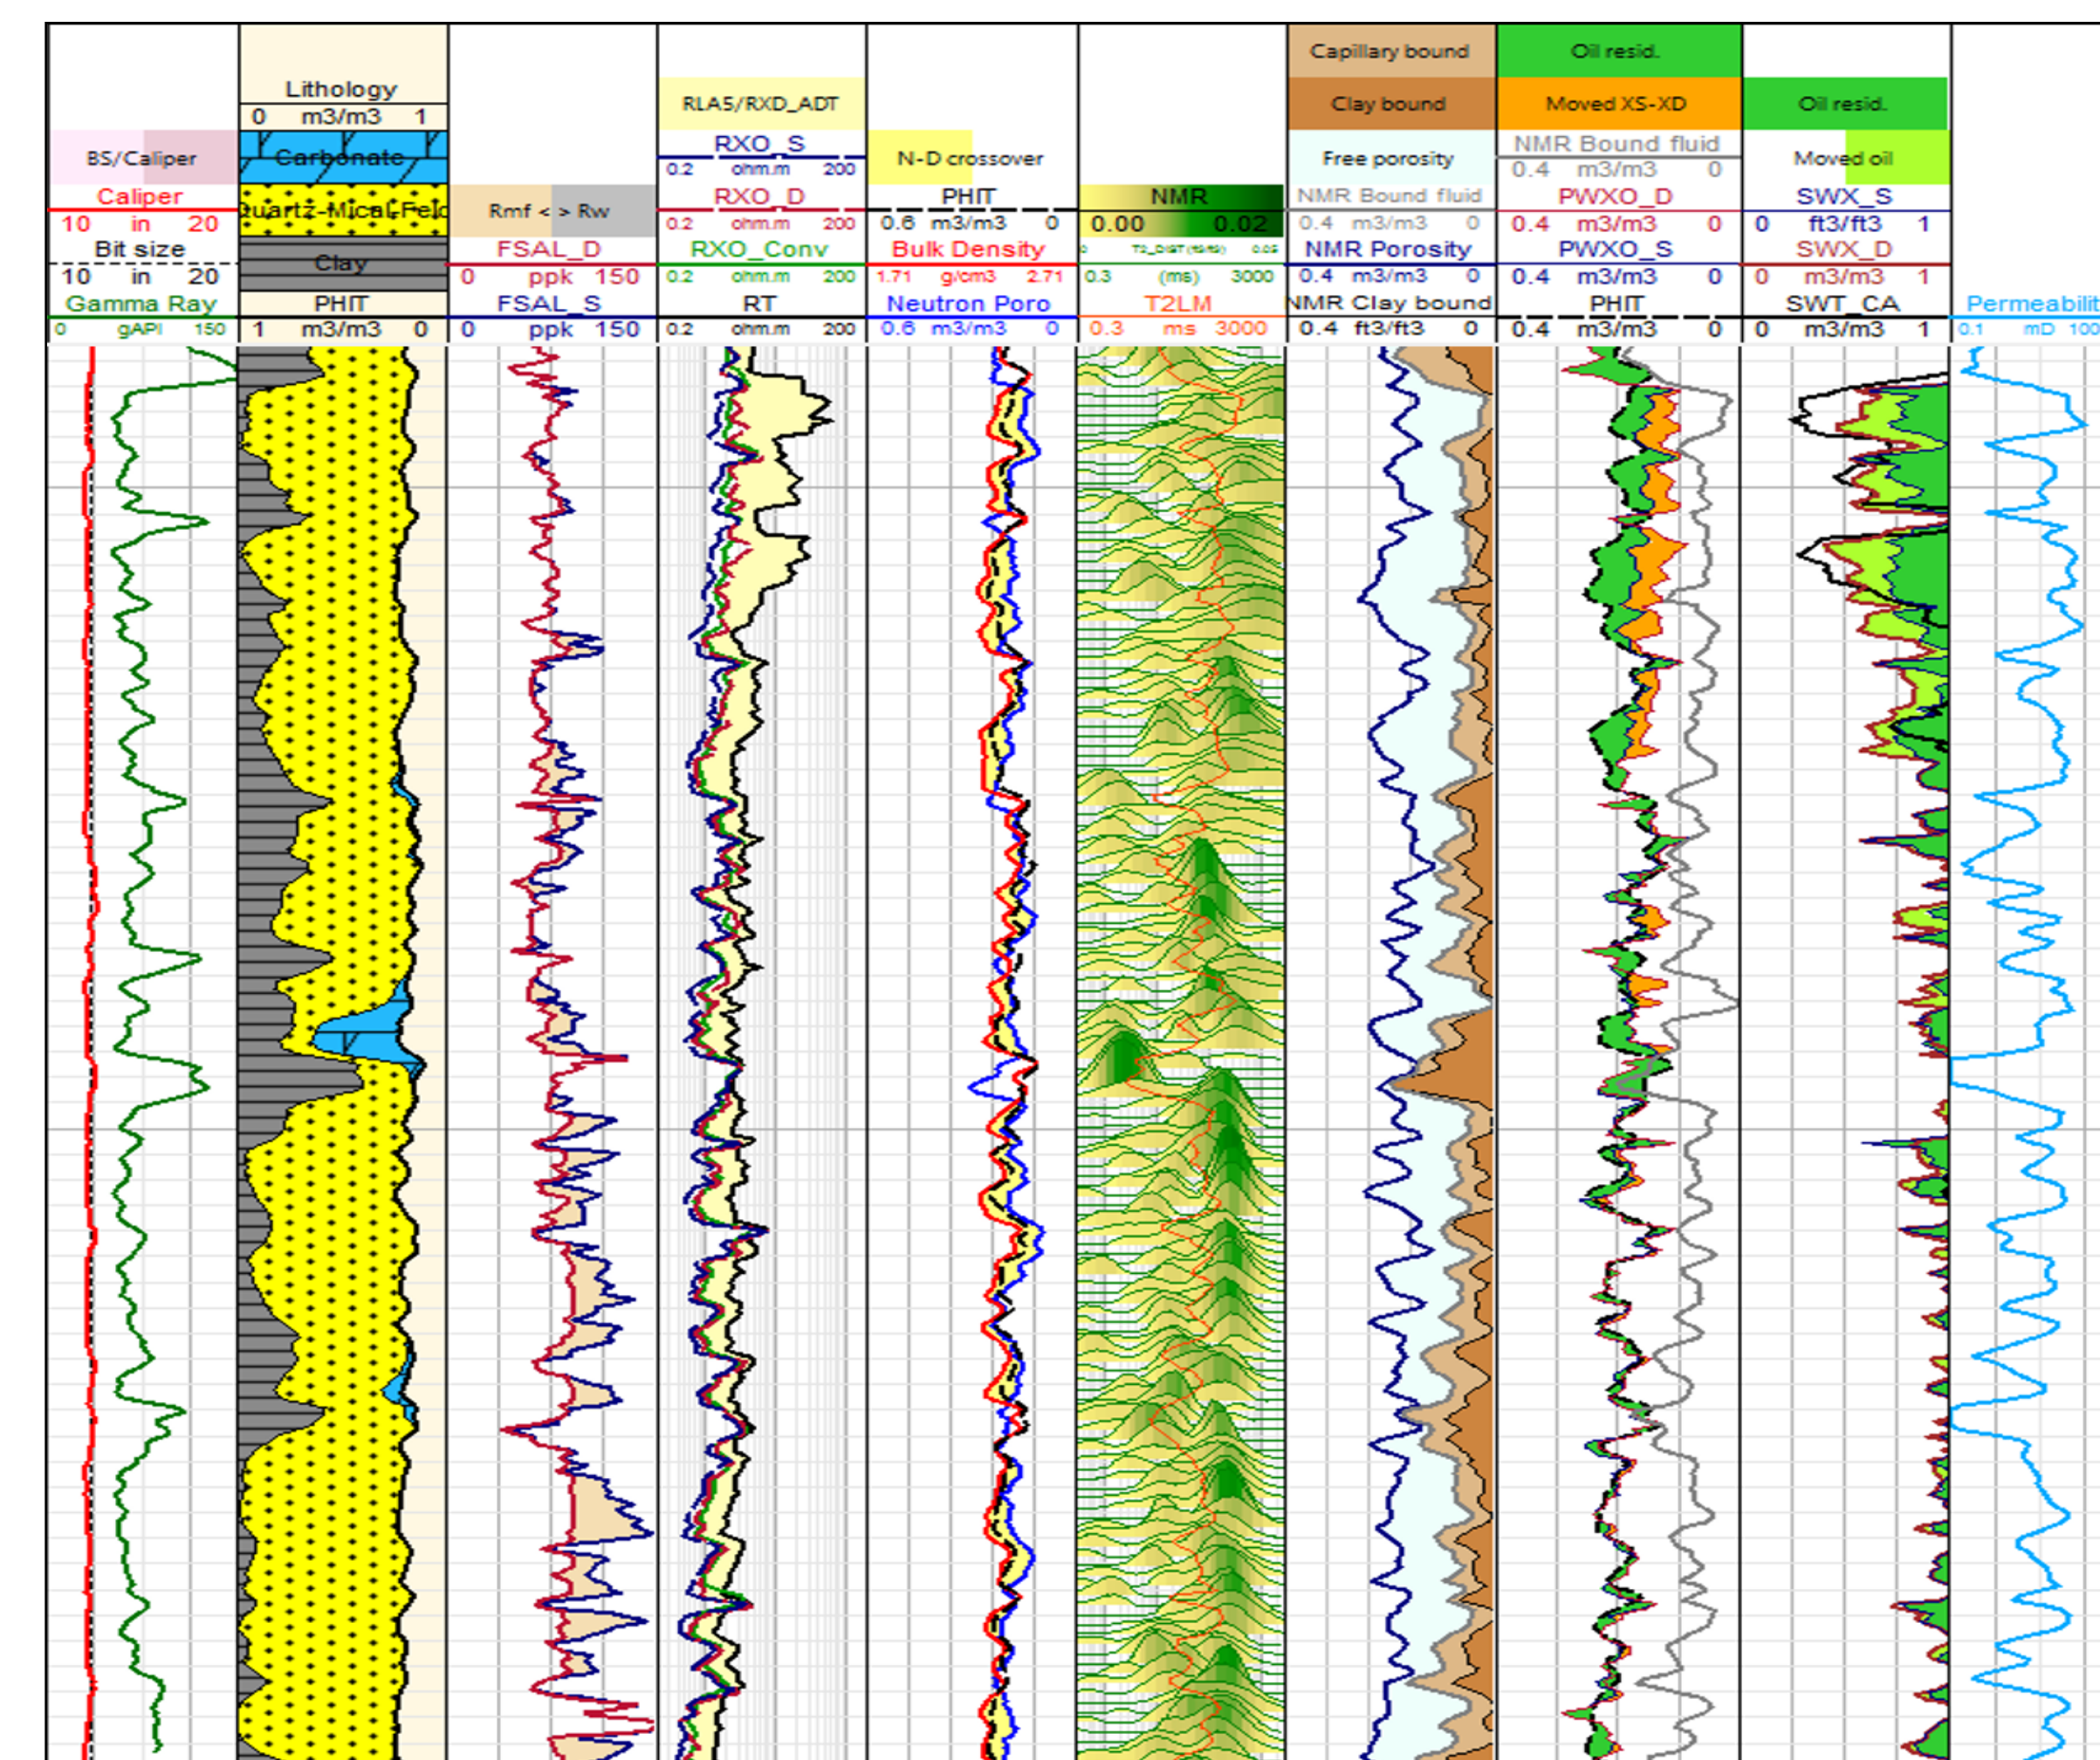 Lithology
0 m3/m3 1
Carbonate
Clay
PHIT
1 m3/m3 0
BS/Caliper
Caliper
10 in 20
Bit size
10 in 20
Gamma Ray
0 gAPI 150
Rmf < > Rw
FSAL_D
0 ppk 150
FSAL_S
0 ppk 150
RLA5/RXD_ADT
RXO_S
0.2 ohm.m 200
RXO_D
0.2 ohm.m 200
RXO_Conv
0.2 ohm.m 200
RT
0.2 ohm.m 200
N-D crossover
PHIT
0.6 m3/m3 0
Bulk Density
1.71 g/cm3 2.71
Neutron Poro
0.6 m3/m3 0
NMR
0.00 0.02
0.3 (ms) 3000
T2LM
0.3 ms 3000
Capillary bound
Clay bound
Free porosity
NMR Bound fluid
0.4 m3/m3 0
NMR Porosity
0.4 m3/m3 0
NMR Clay bound
0.4 ft3/ft3 0
Oil resid.
Moved XS-XD
NMR Bound fluid
0.4 m3/m3 0
PWXO_D
0.4 m3/m3 0
PWXO_S
0.4 m3/m3 0
PHIT
0.4 m3/m3 0
Oil resid.
Moved oil
SWX_S
0 ft3/ft3 1
SWX_D
0 m3/m3 1
SWT_CA
0 m3/m3 1
Permeabilit
0.1 mD 100